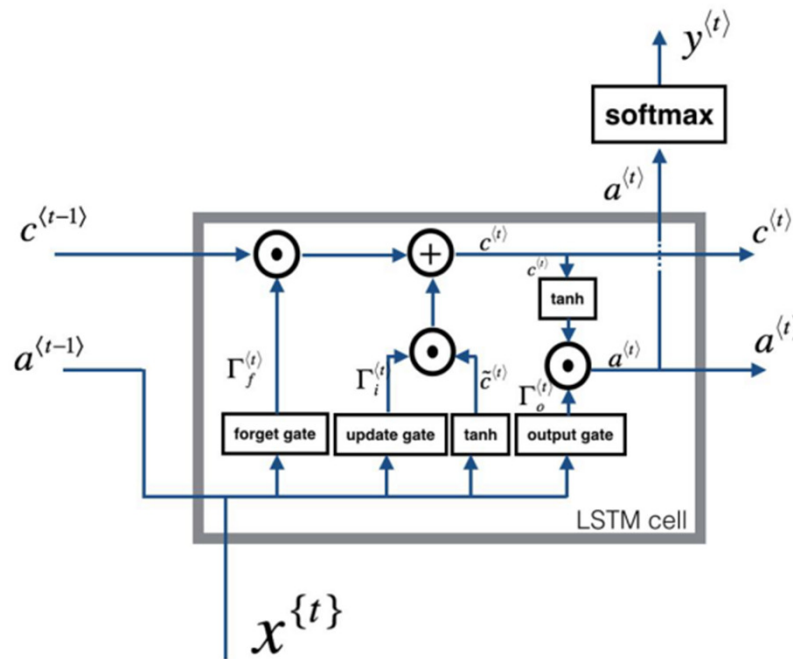 y⟨t⟩
softmax
a⟨t⟩
c⟨t−1⟩
c⟨t⟩
c⟨t⟩
c⟨t⟩
tanh
a⟨t−1⟩
Γf⟨t⟩
Γi⟨t
c̃⟨t⟩
Γo⟨t⟩
a⟨t⟩
a⟨t⟩
forget gate
update gate
tanh
output gate
LSTM cell
x{t}